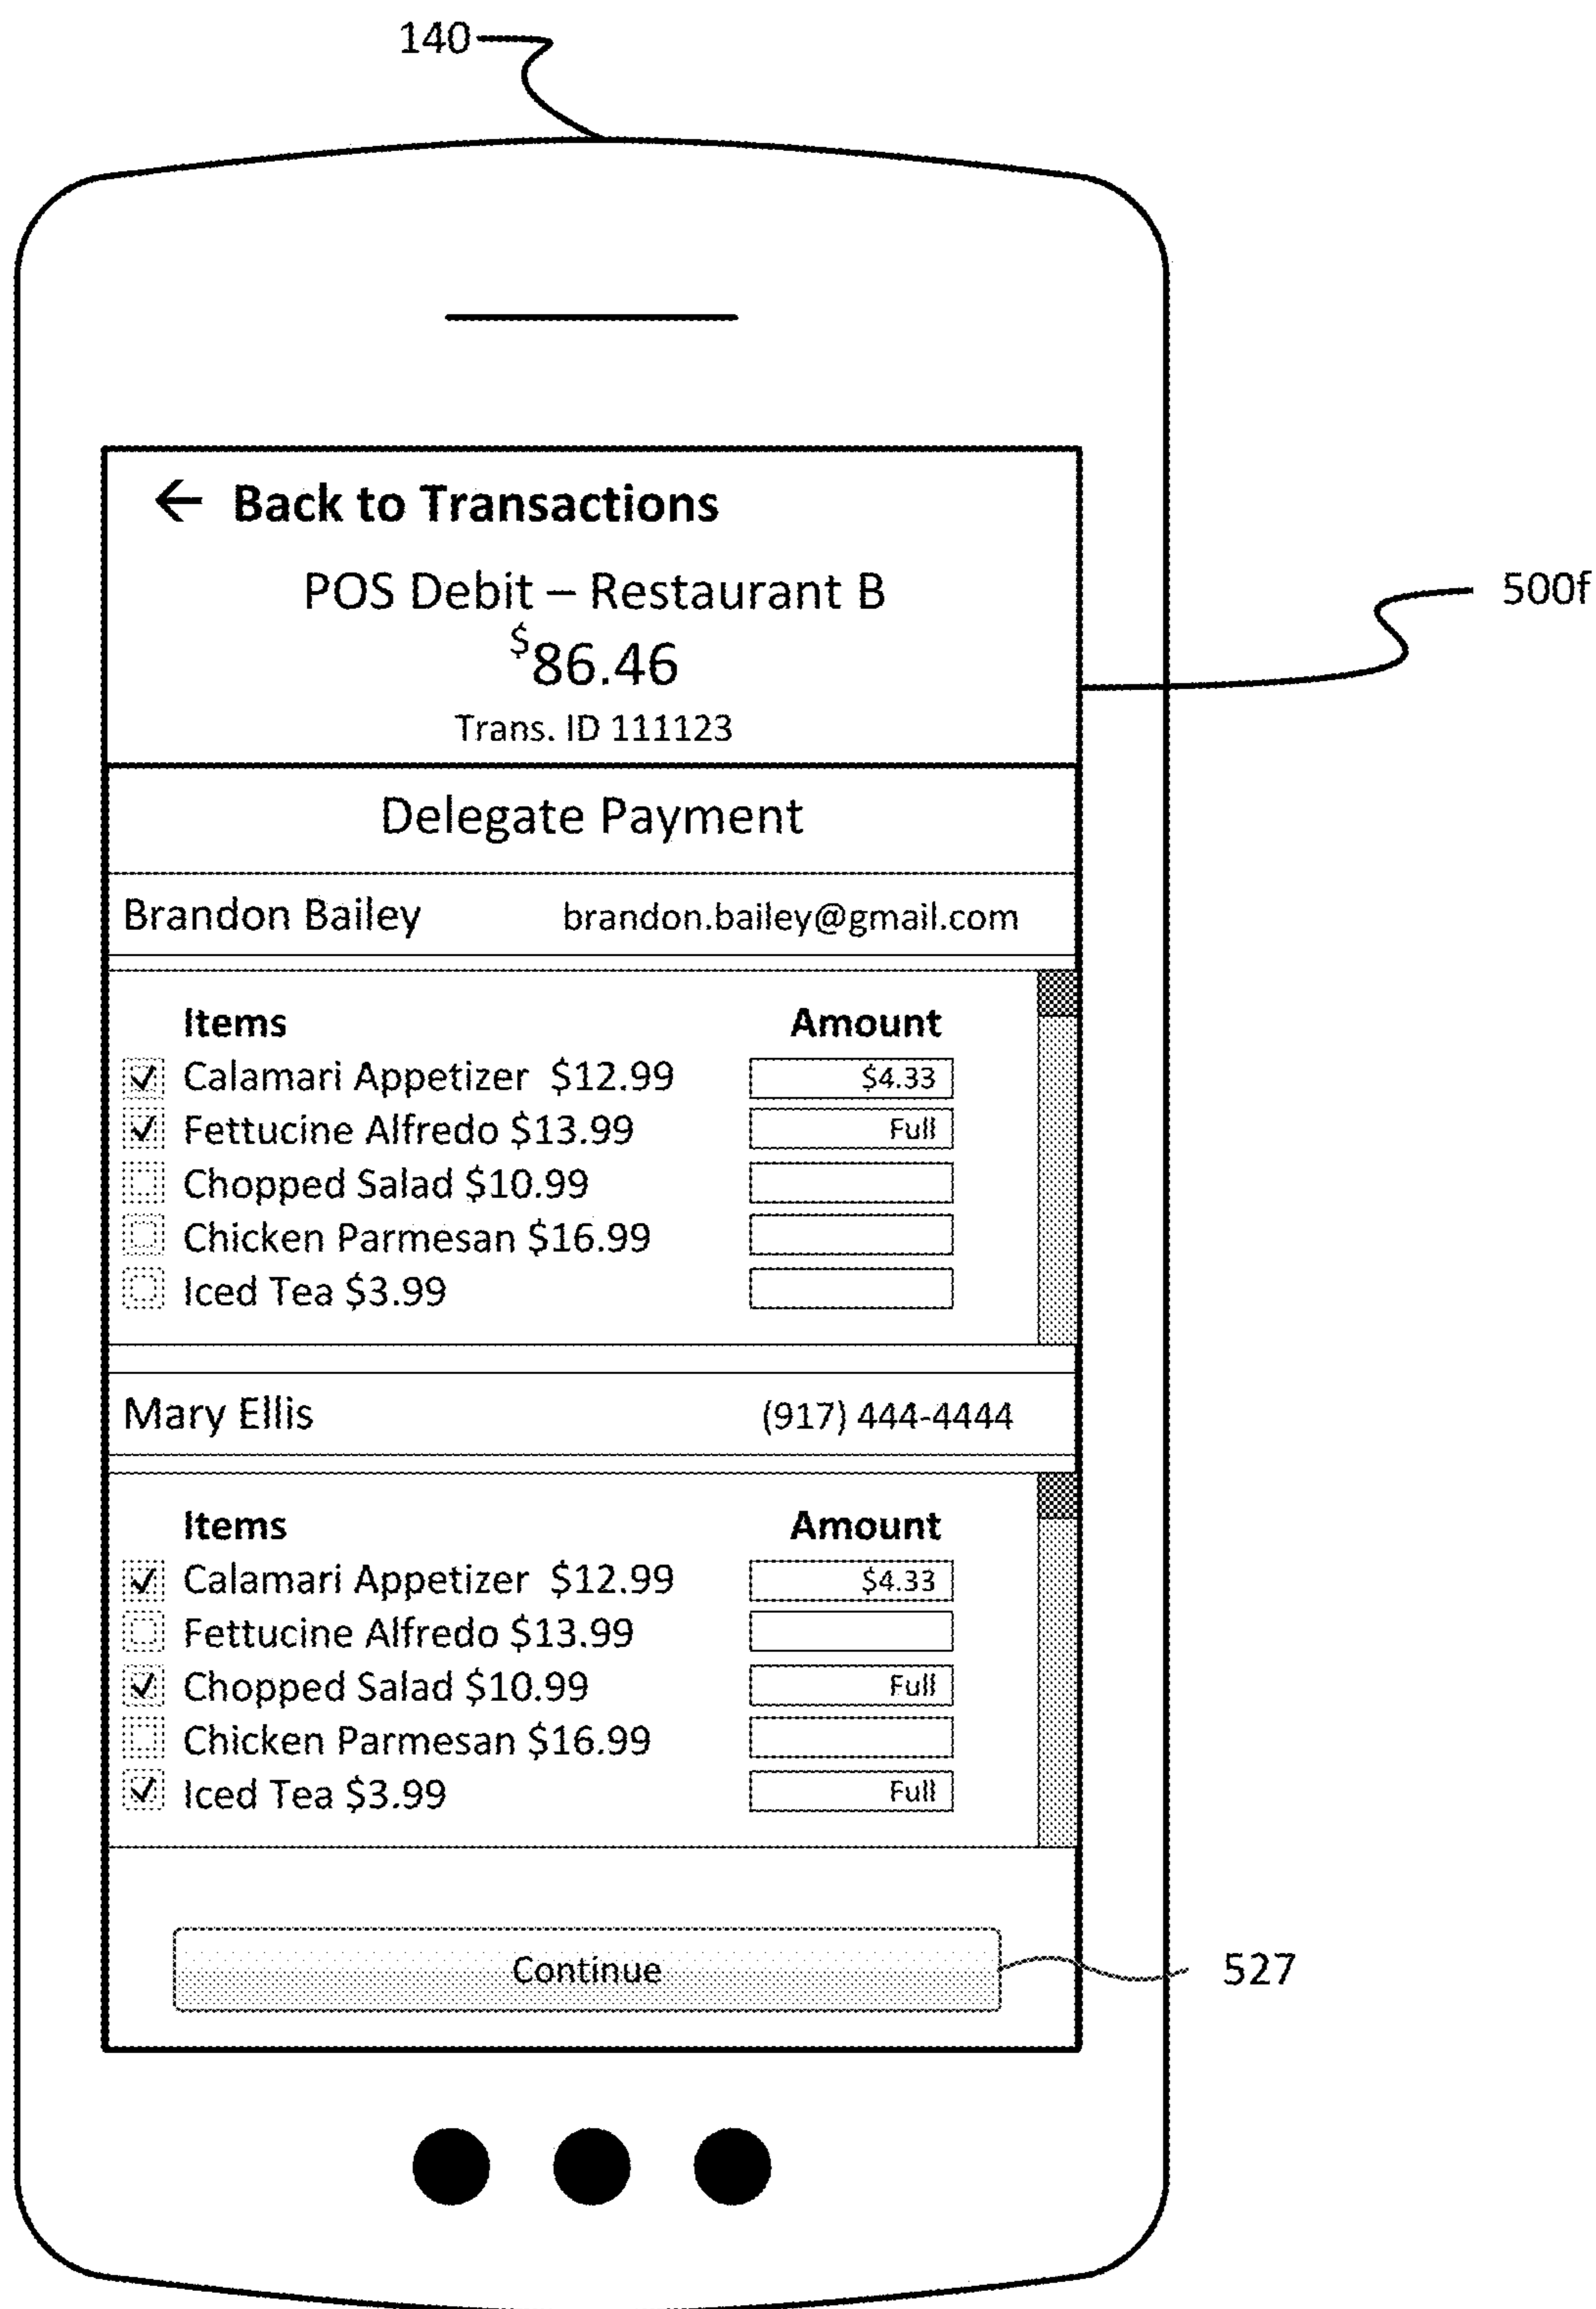 140
← Back to Transactions
POS Debit – Restaurant B
500f
$86.46
Trans. ID 111123
Delegate Payment
Brandon Bailey brandon.bailey@gmail.com
Items Amount
Calamari Appetizer $12.99 $4.33
Fettucine Alfredo $13.99 Full
Chopped Salad $10.99
Chicken Parmesan $16.99
Iced Tea $3.99
Mary Ellis (917) 444-4444
Items Amount
Calamari Appetizer $12.99 $4.33
Fettucine Alfredo $13.99
Chopped Salad $10.99 Full
Chicken Parmesan $16.99
Iced Tea $3.99 Full
Continue 527